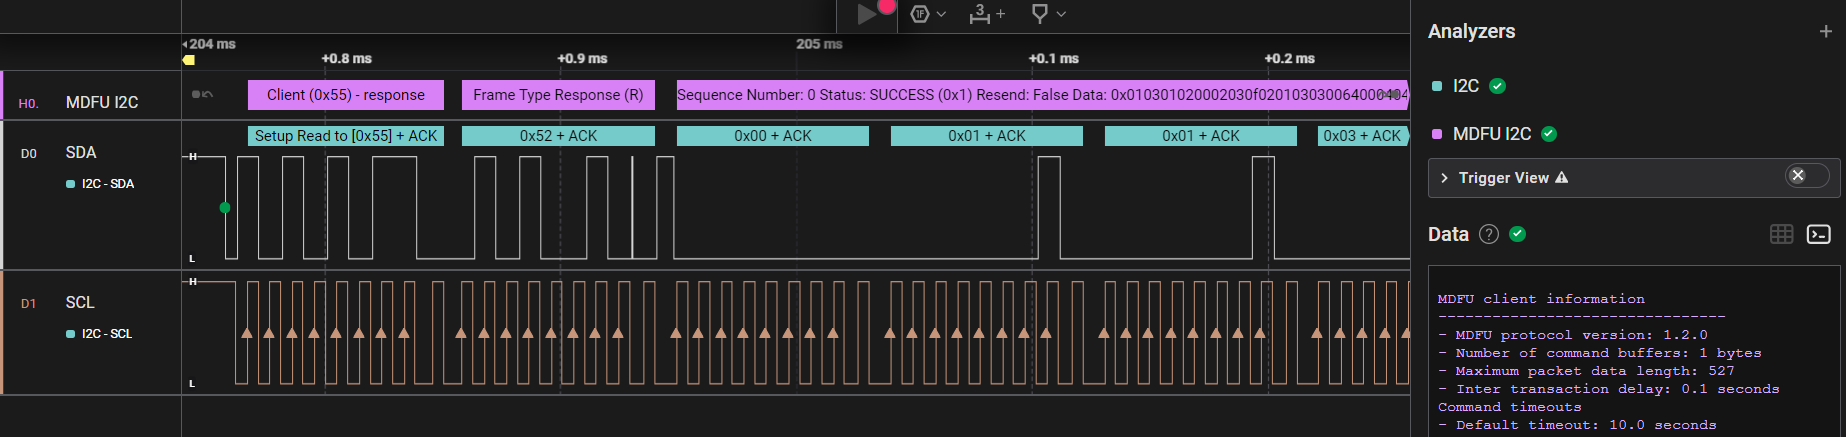 1F
3 +
204 ms
205 ms
+0.8 ms
+0.9 ms
+0.1 ms
+0.2 ms
H0.
MDFU I2C
Client (0x55) - response
Frame Type Response (R)
Sequence Number: 0 Status: SUCCESS (0x1) Resend: False Data: 0x010301020002030f02010303006400
Setup Read to [0x55] + ACK
0x52 + ACK
0x00 + ACK
0x01 + ACK
0x01 + ACK
0x03 + ACK
D0
SDA
I2C - SDA
H
L
D1
SCL
I2C - SCL
H
L
Analyzers
+
I2C
MDFU I2C
Trigger View
Data
?
MDFU client information
--------------------------------
- MDFU protocol version: 1.2.0
- Number of command buffers: 1 bytes
- Maximum packet data length: 527
- Inter transaction delay: 0.1 seconds
Command timeouts
- Default timeout: 10.0 seconds